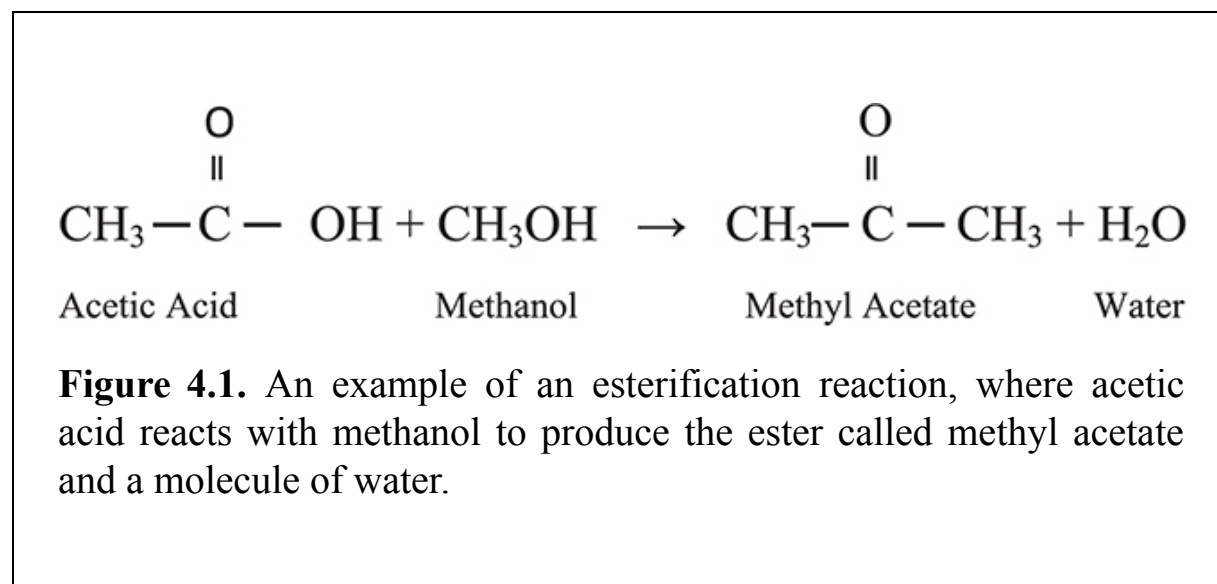 O O
|| ||
CH₃ — C — OH + CH₃OH → CH₃— C — CH₃ + H₂O
Acetic Acid Methanol Methyl Acetate Water
Figure 4.1. An example of an esterification reaction, where acetic
acid reacts with methanol to produce the ester called methyl acetate
and a molecule of water.